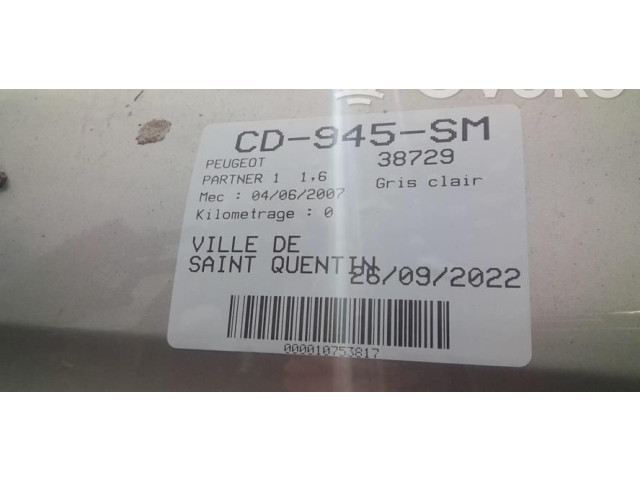 CD-945-SM
PEUGEOT 38729
PARTNER 1 1,6 Gris clair
Mec : 04/06/2007
Kilometrage : 0
VILLE DE
SAINT QUENTIN 26/09/2022
000010753817